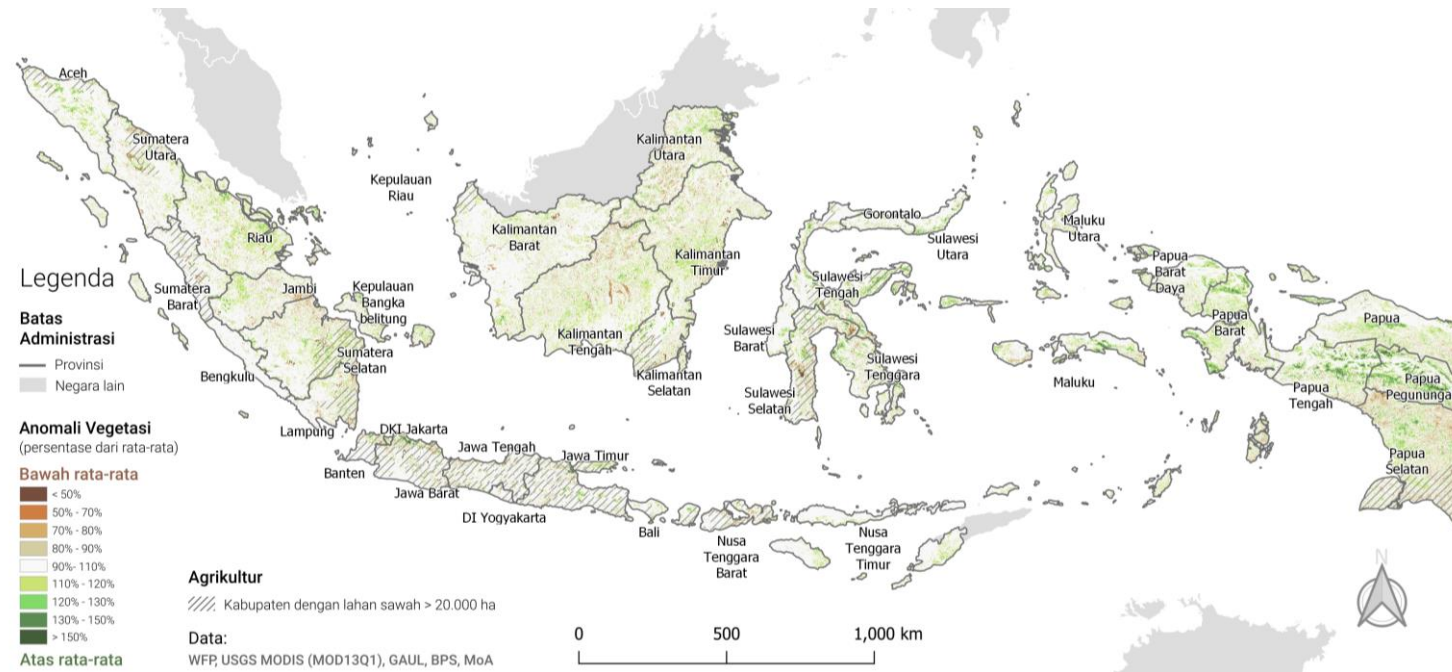 Aceh
Sumatera
Utara
Kepulauan
Riau
Riau
Sumatera
Barat
Jambi
Kepulauan
Bangka
belitung
Sumatera
Selatan
Bengkulu
Lampung
Kalimantan
Utara
Kalimantan
Barat
Kalimantan
Timur
Kalimantan
Tengah
Kalimantan
Selatan
Gorontalo
Sulawesi
Utara
Sulawesi
Tengah
Sulawesi
Barat
Sulawesi
Tenggara
Sulawesi
Selatan
Maluku
Utara
Maluku
Papua
Barat
Daya
Papua
Barat
Papua
Papua
Tengah
Papua
Pegununga
Papua
Selatan
DKI Jakarta
Banten
Jawa Barat
Jawa Tengah
DI Yogyakarta
Jawa Timur
Bali
Nusa
Tenggara
Barat
Nusa
Tenggara
Timur
Legenda
Batas
Administrasi
Provinsi
Negara lain
Anomali Vegetasi
(persentase dari rata-rata)
Bawah rata-rata
< 50%
50% - 70%
70% - 80%
80% - 90%
90%- 110%
110% - 120%
120% - 130%
130% - 150%
> 150%
Atas rata-rata
Agrikultur
Kabupaten dengan lahan sawah > 20.000 ha
Data:
WFP, USGS MODIS (MOD13Q1), GAUL, BPS, MoA
0 500 1,000 km
N